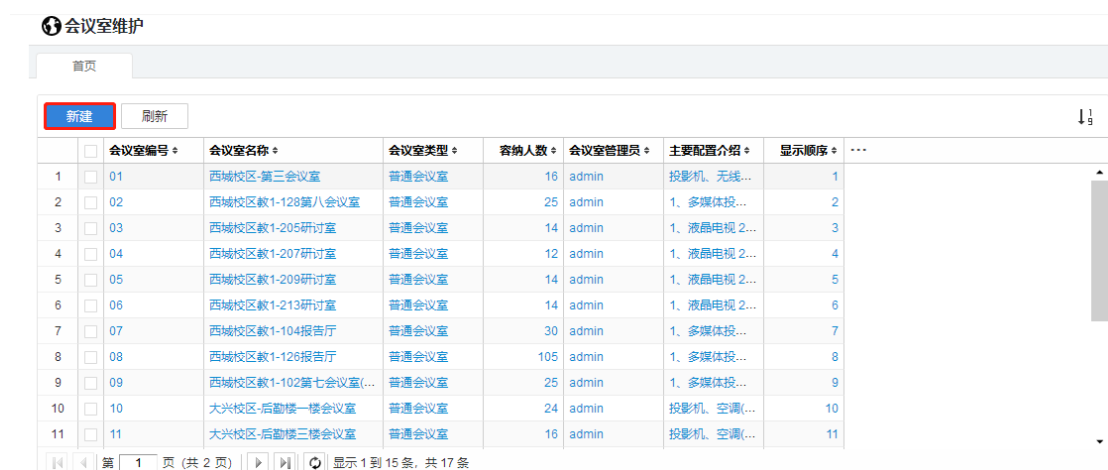 会议室维护
首页
新建 刷新
会议室编号 会议室名称 会议室类型 容纳人数 会议室管理员 主要配置介绍 显示顺序 ...
1 01 西城校区-第三会议室 普通会议室 16 admin 投影机、无线... 1
2 02 西城校区教1-128第八会议室 普通会议室 25 admin 1、多媒体投... 2
3 03 西城校区教1-205研讨室 普通会议室 14 admin 1、液晶电视 2... 3
4 04 西城校区教1-207研讨室 普通会议室 12 admin 1、液晶电视 2... 4
5 05 西城校区教1-209研讨室 普通会议室 14 admin 1、液晶电视 2... 5
6 06 西城校区教1-213研讨室 普通会议室 14 admin 1、液晶电视 2... 6
7 07 西城校区教1-104报告厅 普通会议室 30 admin 1、多媒体投... 7
8 08 西城校区教1-126报告厅 普通会议室 105 admin 1、多媒体投... 8
9 09 西城校区教1-102第七会议室(... 普通会议室 25 admin 1、多媒体投... 9
10 10 大兴校区-后勤楼一楼会议室 普通会议室 24 admin 投影机、空调(... 10
11 11 大兴校区-后勤楼三楼会议室 普通会议室 16 admin 投影机、空调(... 11
第 1 页 (共 2 页) 显示 1 到 15 条, 共 17 条